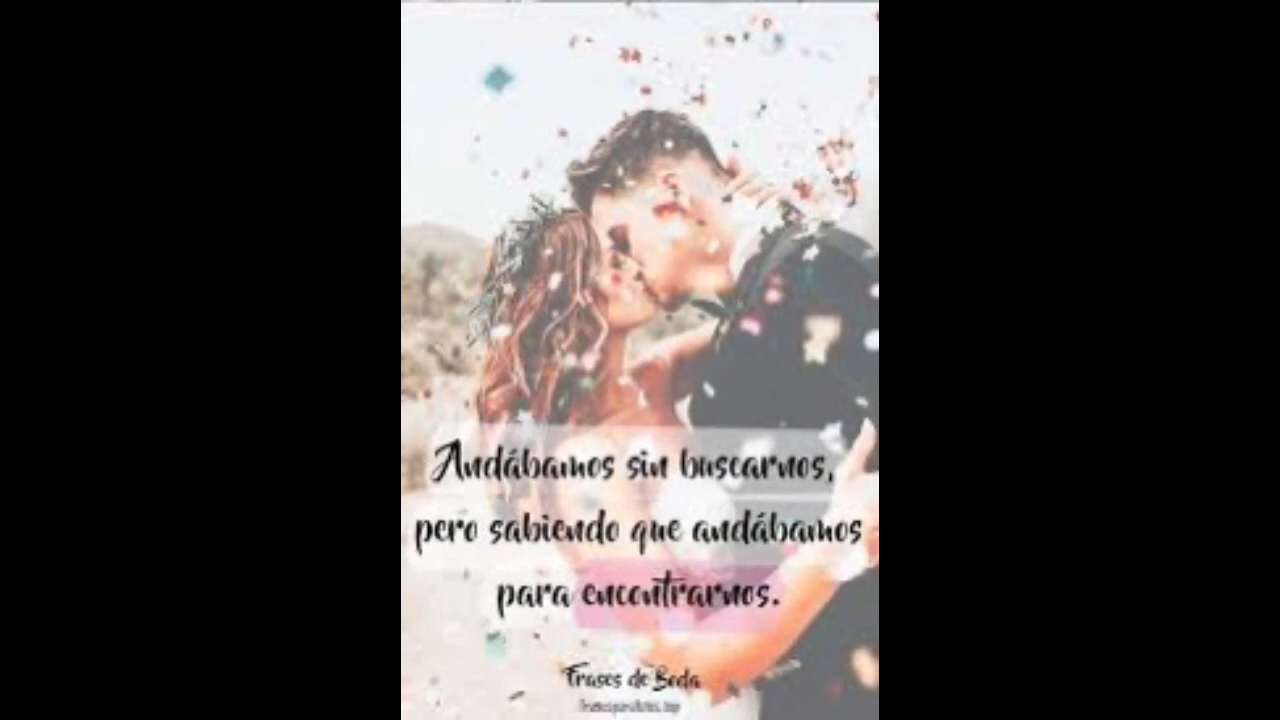 Andábamos sin buscarnos,
pero sabiendo que andábamos
para encontrarnos.
Frases de Boda